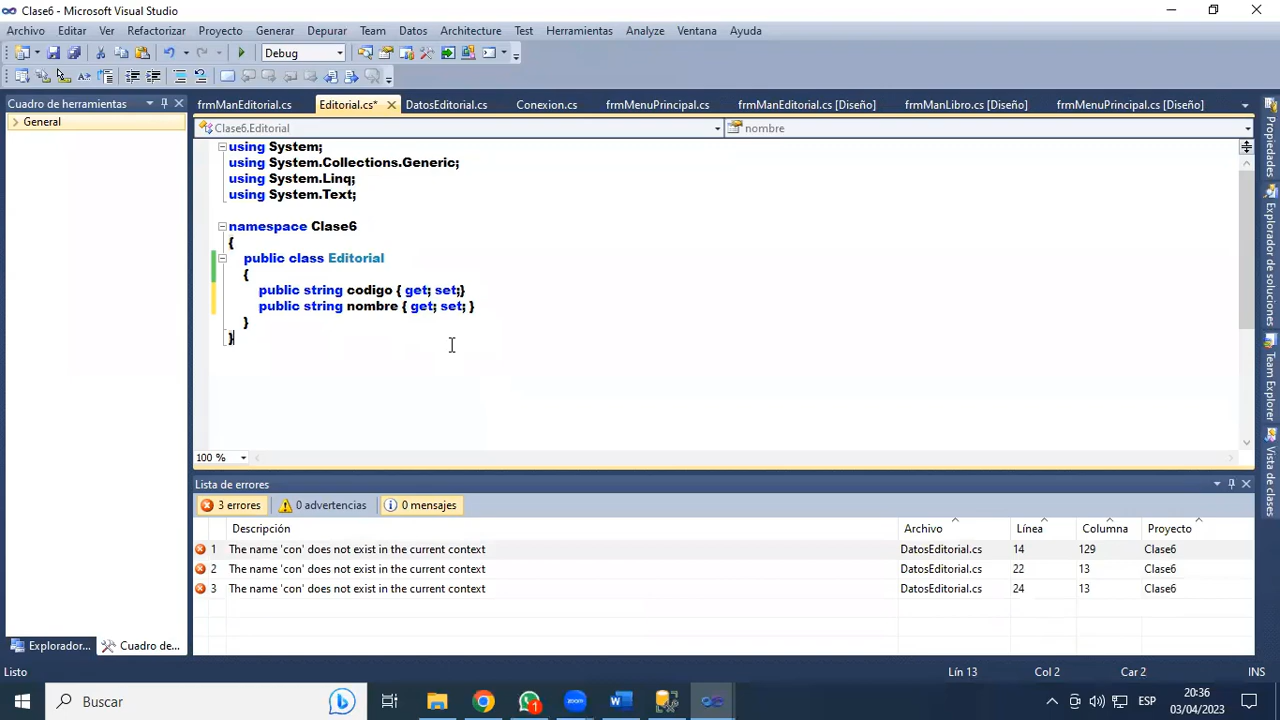 Clase6 - Microsoft Visual Studio
Archivo Editar Ver Refactorizar Proyecto Generar Depurar Team Datos Architecture Test Herramientas Analyze Ventana Ayuda
Debug
Cuadro de herramientas
General
frmManEditorial.cs Editorial.cs* DatosEditorial.cs Conexion.cs frmMenuPrincipal.cs frmManEditorial.cs [Diseño] frmManLibro.cs [Diseño] frmMenuPrincipal.cs [Diseño]
Clase6.Editorial nombre
using System;
using System.Collections.Generic;
using System.Linq;
using System.Text;
namespace Clase6
{
public class Editorial
{
public string codigo { get; set;}
public string nombre { get; set; }
}
}
100 %
Lista de errores
3 errores 0 advertencias 0 mensajes
Descripción Archivo Línea Columna Proyecto
1 The name 'con' does not exist in the current context DatosEditorial.cs 14 129 Clase6
2 The name 'con' does not exist in the current context DatosEditorial.cs 22 13 Clase6
3 The name 'con' does not exist in the current context DatosEditorial.cs 24 13 Clase6
Explorador... Cuadro de...
Propiedades
Explorador de soluciones
Team Explorer
Vista de clases
Listo Lín 13 Col 2 Car 2 INS
Buscar
zoom
1
ESP
20:36
03/04/2023